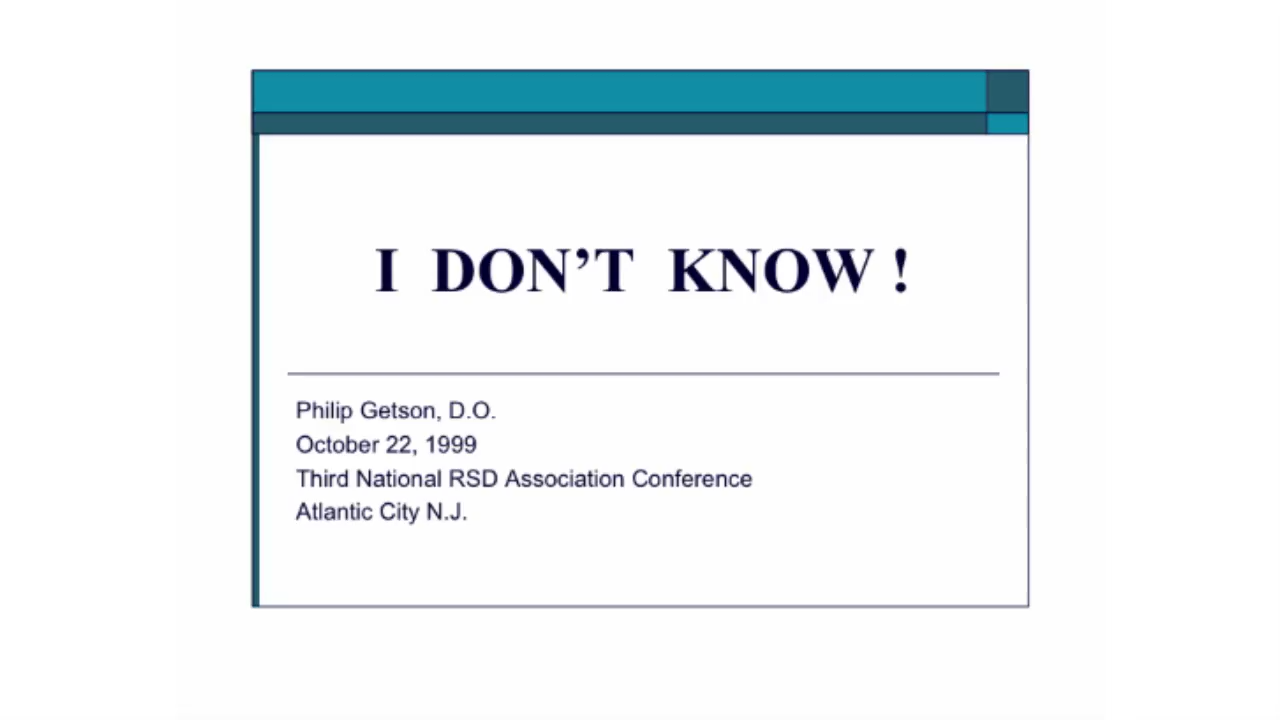 I DON’T KNOW !
Philip Getson, D.O.
October 22, 1999
Third National RSD Association Conference
Atlantic City N.J.